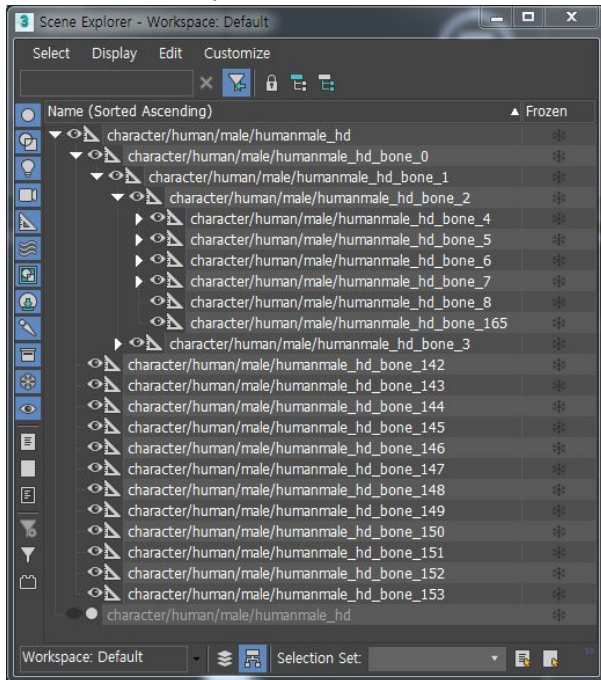 3 Scene Explorer - Workspace: Default
Select Display Edit Customize
Name (Sorted Ascending) Frozen
character/human/male/humanmale_hd
character/human/male/humanmale_hd_bone_0
character/human/male/humanmale_hd_bone_1
character/human/male/humanmale_hd_bone_2
character/human/male/humanmale_hd_bone_4
character/human/male/humanmale_hd_bone_5
character/human/male/humanmale_hd_bone_6
character/human/male/humanmale_hd_bone_7
character/human/male/humanmale_hd_bone_8
character/human/male/humanmale_hd_bone_165
character/human/male/humanmale_hd_bone_3
character/human/male/humanmale_hd_bone_142
character/human/male/humanmale_hd_bone_143
character/human/male/humanmale_hd_bone_144
character/human/male/humanmale_hd_bone_145
character/human/male/humanmale_hd_bone_146
character/human/male/humanmale_hd_bone_147
character/human/male/humanmale_hd_bone_148
character/human/male/humanmale_hd_bone_149
character/human/male/humanmale_hd_bone_150
character/human/male/humanmale_hd_bone_151
character/human/male/humanmale_hd_bone_152
character/human/male/humanmale_hd_bone_153
character/human/male/humanmale_hd
Workspace: Default Selection Set: